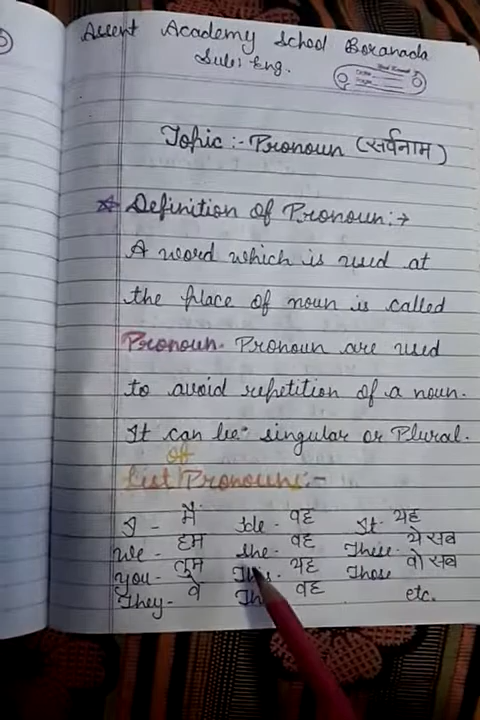 Ascent Academy School Boranada
Sub: Eng.
Topic :- Pronoun (सर्वनाम)
Definition of Pronoun :→
A word which is used at
the place of noun is called
Pronoun. Pronoun are used
to avoid repetition of a noun.
It can be singular or Plural.
List of Pronouns:-
I - मैं He - वह It - यह
We - हम She - वह These - ये सब
You - तुम This - यह Those - वो सब
They - वे वह etc.